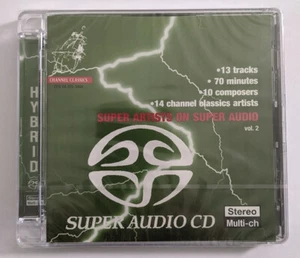 CHANNEL CLASSICS
•13 tracks
• 70 minutes
•10 composers
•14 channel classics artists
SUPER ARTISTS ON SUPER AUDIO
vol. 2
HYBRID
SUPER AUDIO CD
Stereo
Multi-ch